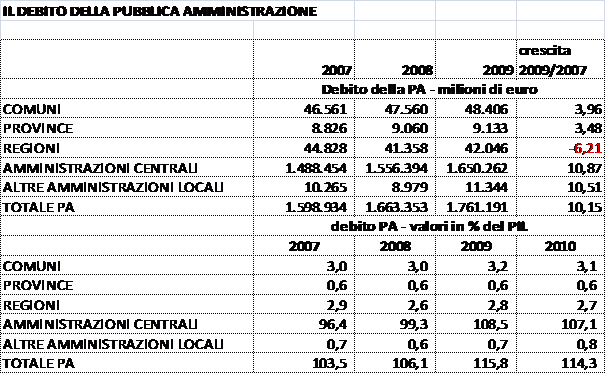 IL DEBITO DELLA PUBBLICA AMMINISTRAZIONE
crescita
2007 2008 2009 2009/2007
Debito della PA - milioni di euro
COMUNI 46.561 47.560 48.406 3,96
PROVINCE 8.826 9.060 9.133 3,48
REGIONI 44.828 41.358 42.046 -6,21
AMMINISTRAZIONI CENTRALI 1.488.454 1.556.394 1.650.262 10,87
ALTRE AMMINISTRAZIONI LOCALI 10.265 8.979 11.344 10,51
TOTALE PA 1.598.934 1.663.353 1.761.191 10,15
debito PA - valori in % del PIL
2007 2008 2009 2010
COMUNI 3,0 3,0 3,2 3,1
PROVINCE 0,6 0,6 0,6 0,6
REGIONI 2,9 2,6 2,8 2,7
AMMINISTRAZIONI CENTRALI 96,4 99,3 108,5 107,1
ALTRE AMMINISTRAZIONI LOCALI 0,7 0,6 0,7 0,8
TOTALE PA 103,5 106,1 115,8 114,3